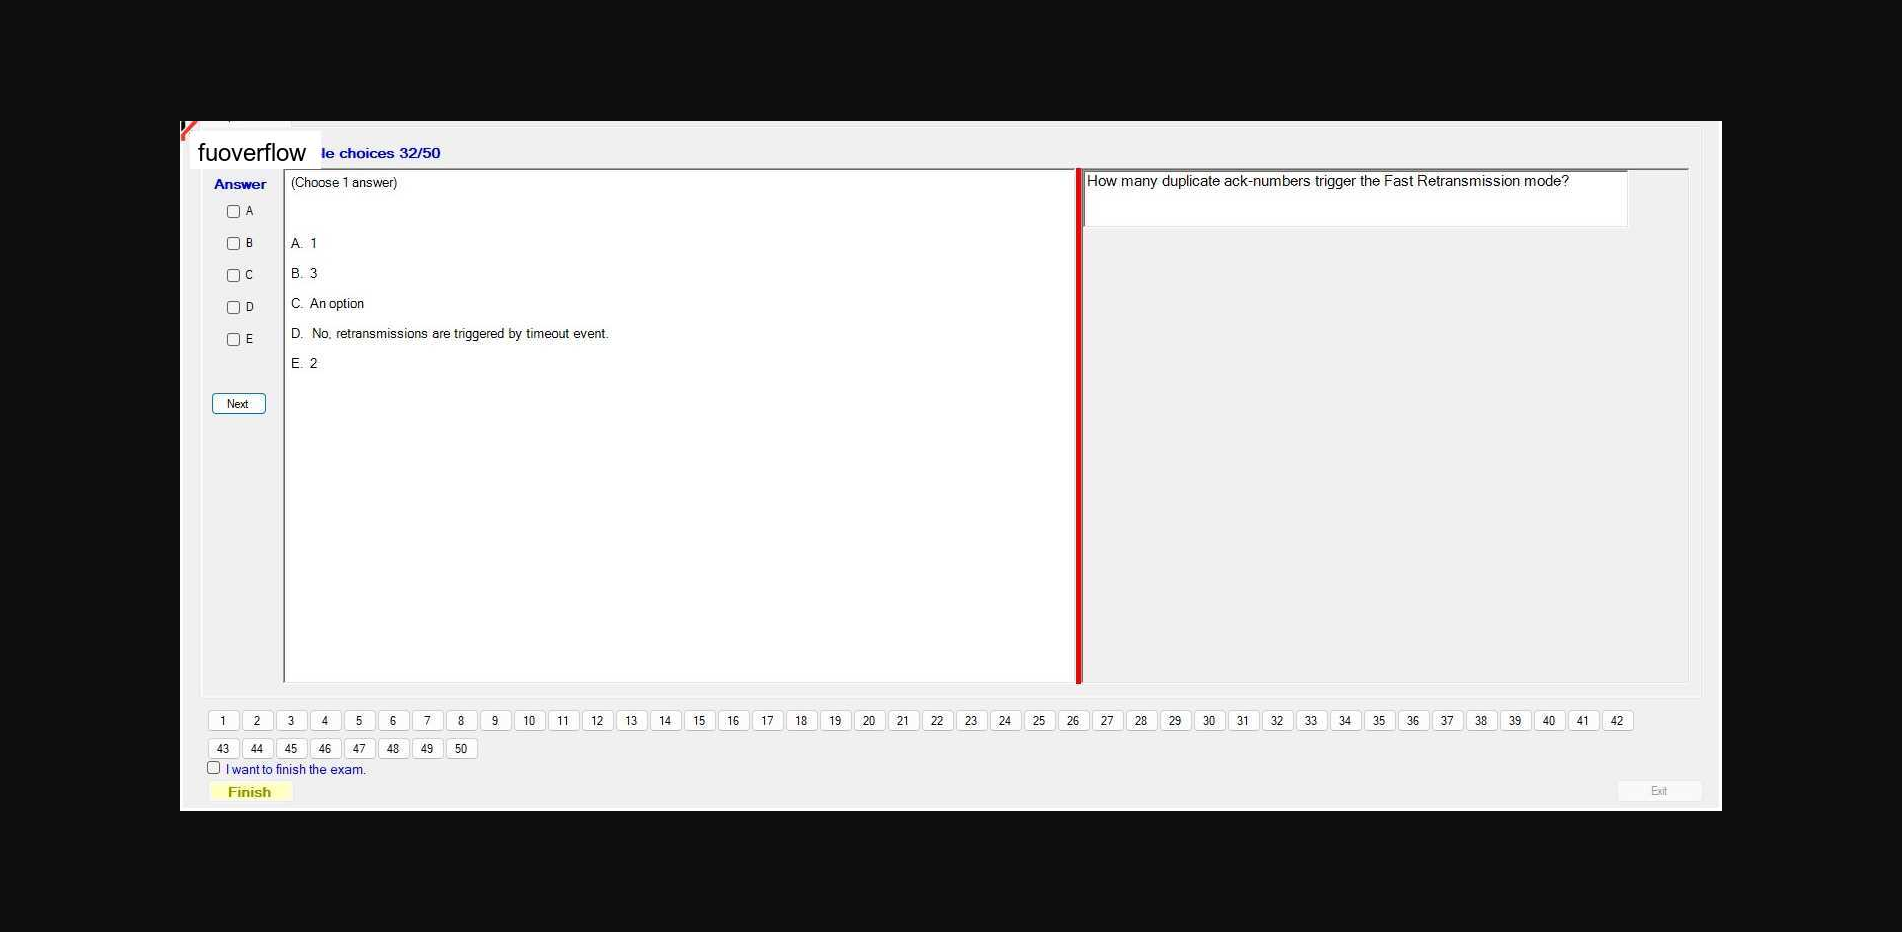 fuoverflow
le choices 32/50
Answer
(Choose 1 answer)
How many duplicate ack-numbers trigger the Fast Retransmission mode?
A
B
C
D
E
A. 1
B. 3
C. An option
D. No, retransmissions are triggered by timeout event.
E. 2
Next
1 2 3 4 5 6 7 8 9 10 11 12 13 14 15 16 17 18 19 20 21 22 23 24 25 26 27 28 29 30 31 32 33 34 35 36 37 38 39 40 41 42
43 44 45 46 47 48 49 50
I want to finish the exam.
Finish
Exit